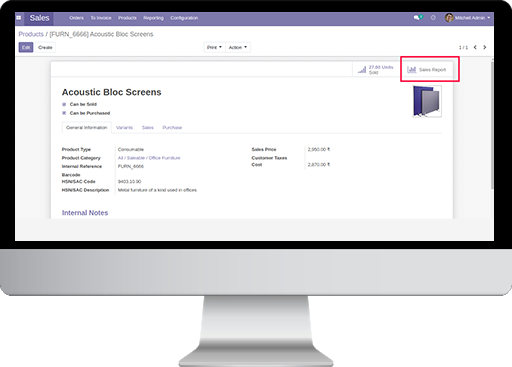 Sales Orders To Invoice Products Reporting Configuration Mitchell Admin
Products / [FURN_6666] Acoustic Bloc Screens
Edit Create Print Action 1 / 1
37.00 Units Sold
Sales Report
Acoustic Bloc Screens
Can be Sold
Can be Purchased
General Information Variants Sales Purchase
Product Type Consumable
Product Category All / Saleable / Office Furniture
Internal Reference FURN_6666
Barcode
HSN/SAC Code 9403.10.90
HSN/SAC Description Metal furniture of a kind used in offices
Sales Price 2,950.00 ₹
Customer Taxes
Cost 2,870.00 ₹
Internal Notes